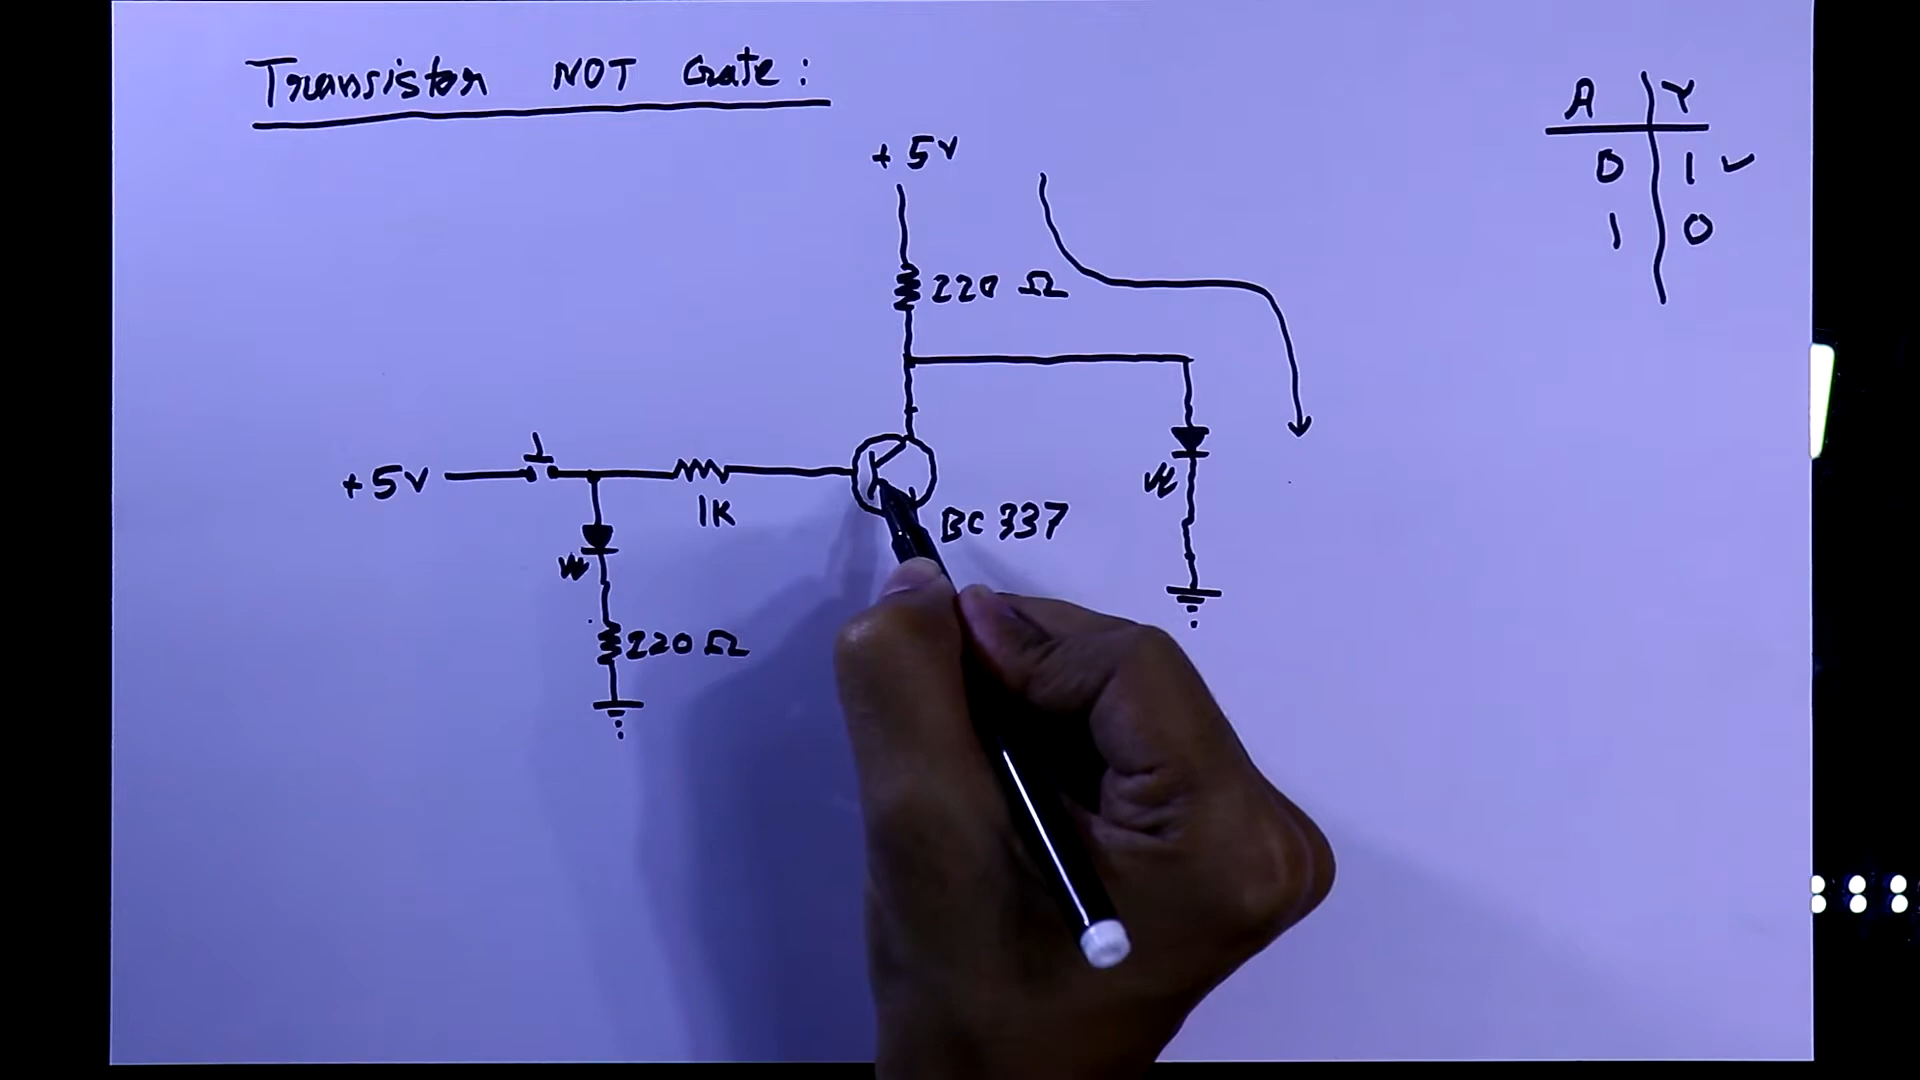 Transistor NOT Gate:
A Y
0 1 ✓
1 0
+5V
220 Ω
+5V
1K
BC 337
220 Ω